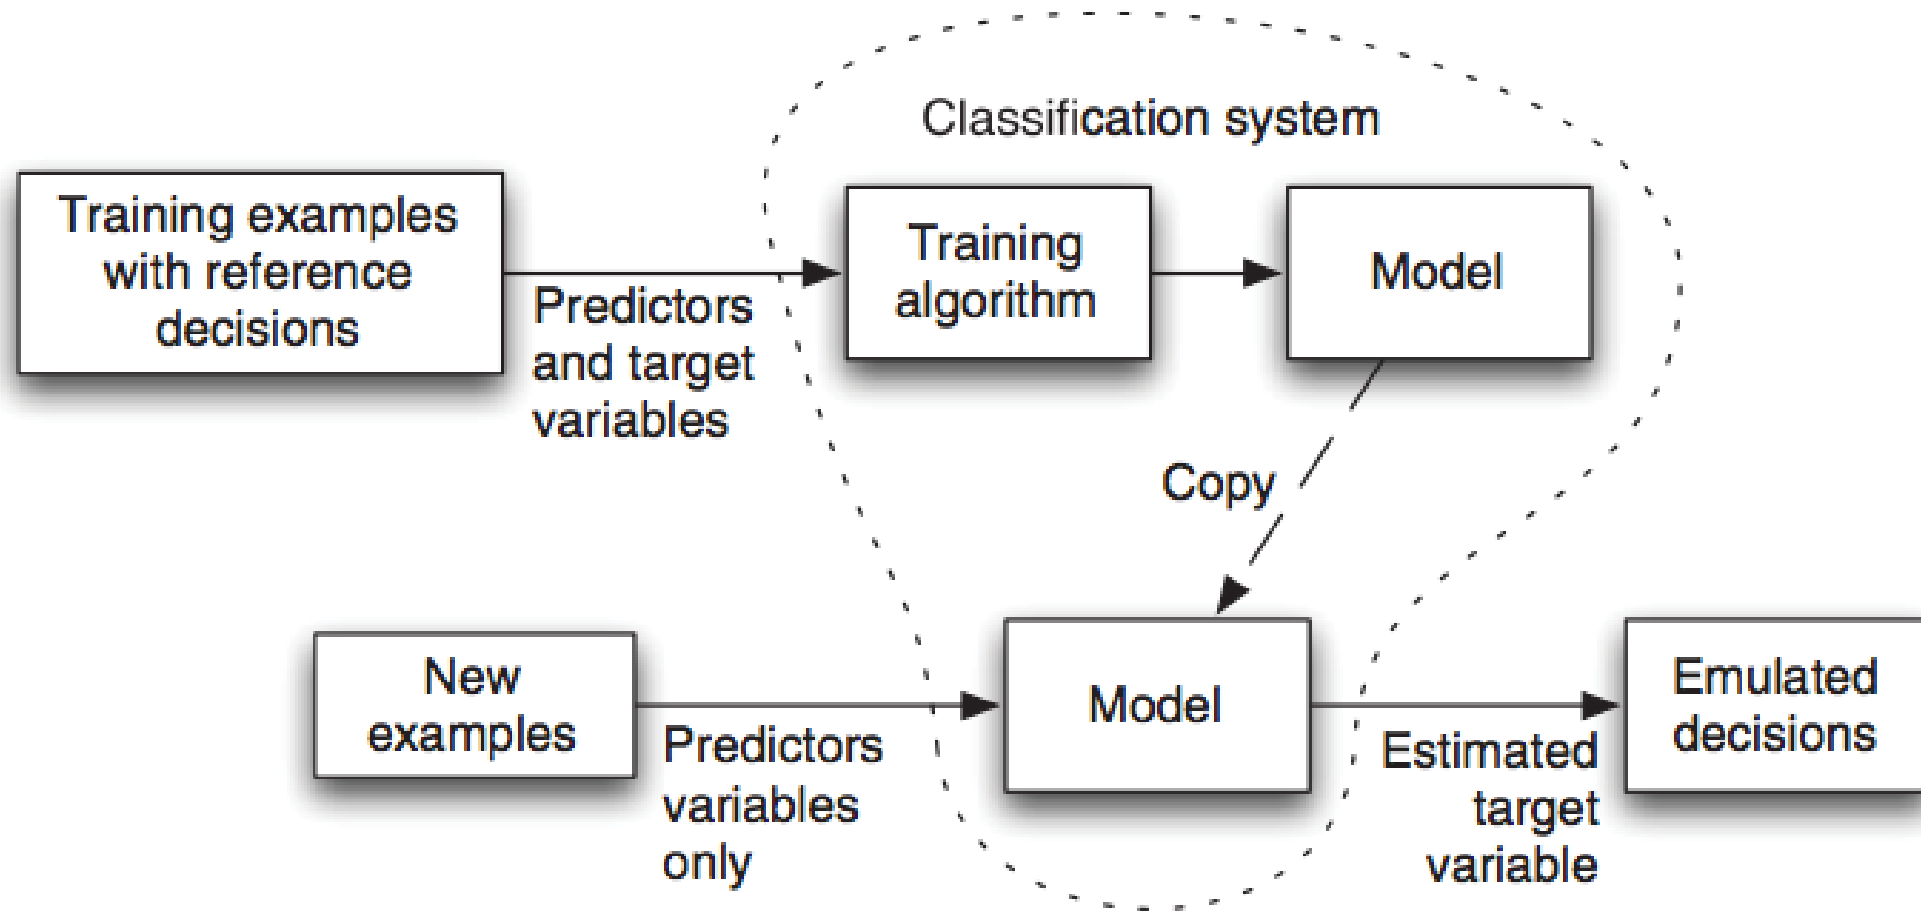 Classification system
Training examples
with reference
decisions
Predictors
and target
variables
Training
algorithm
Model
Copy
New
examples
Predictors
variables
only
Model
Estimated
target
variable
Emulated
decisions